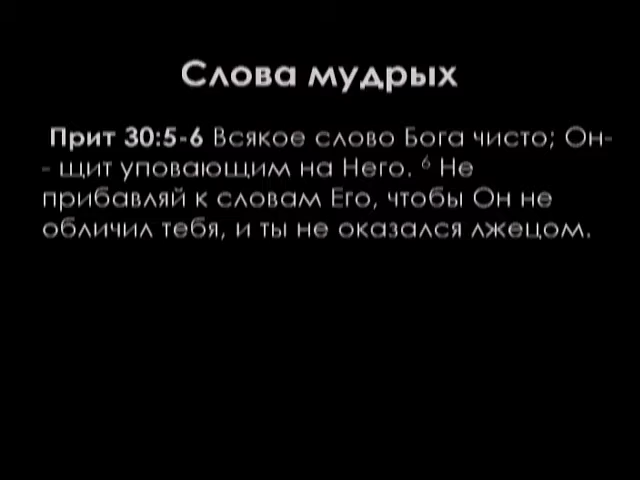 Слова мудрых
Прит 30:5-6 Всякое слово Бога чисто; Он-
- щит уповающим на Него. ⁶ Не
прибавляй к словам Его, чтобы Он не
обличил тебя, и ты не оказался лжецом.